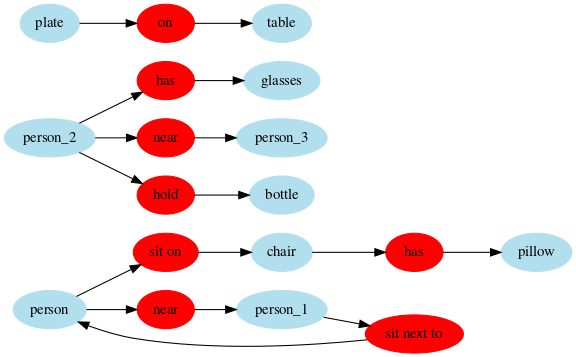 plate on table
has glasses
person_2 near person_3
hold bottle
sit on chair has pillow
person near person_1
sit next to